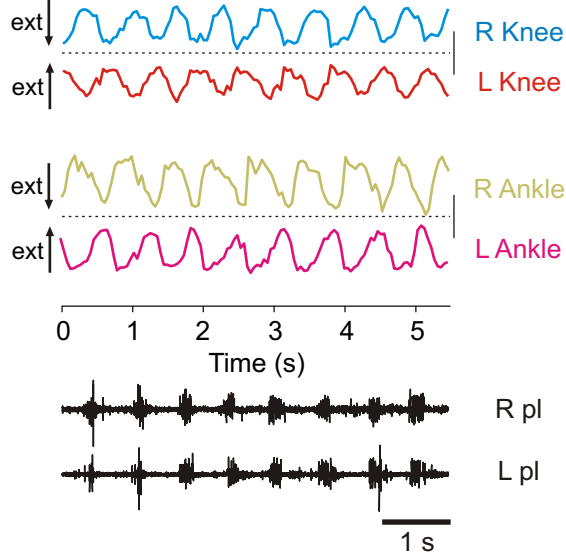 ext
R Knee
ext
L Knee
ext
R Ankle
ext
L Ankle
0 1 2 3 4 5
Time (s)
R pl
L pl
1 s